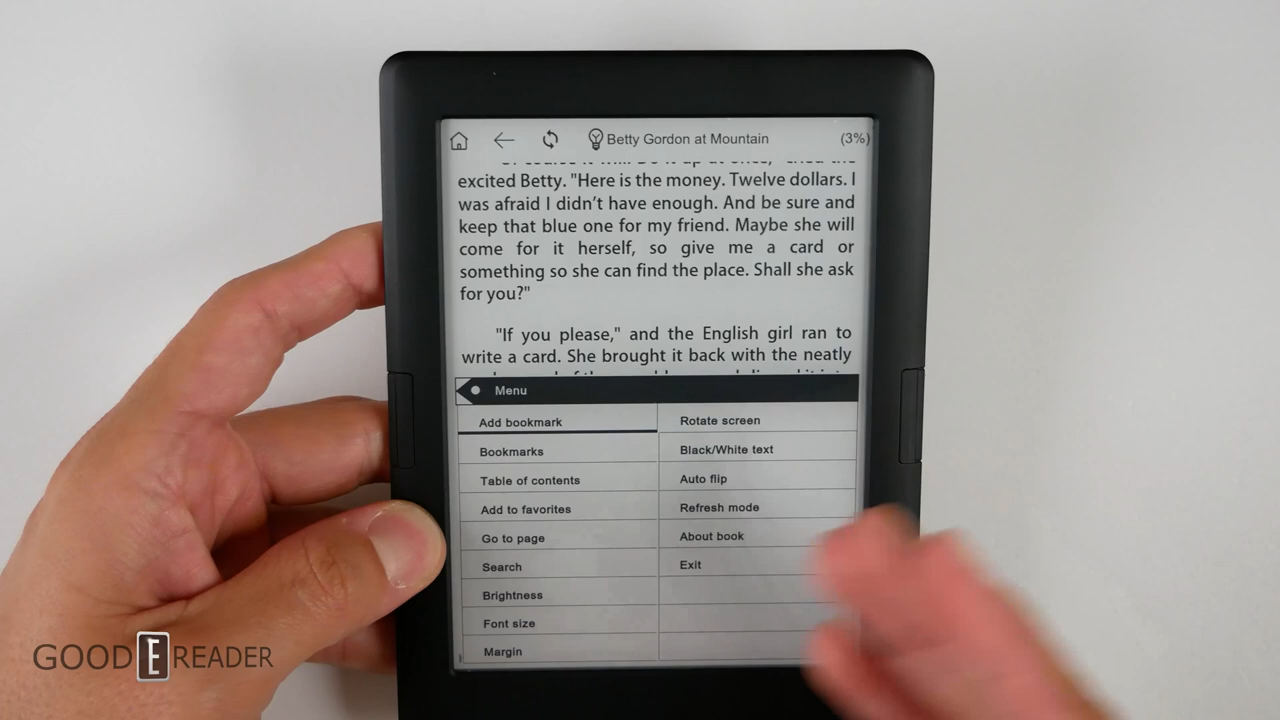 Betty Gordon at Mountain (3%)
excited Betty. "Here is the money. Twelve dollars. I
was afraid I didn't have enough. And be sure and
keep that blue one for my friend. Maybe she will
come for it herself, so give me a card or
something so she can find the place. Shall she ask
for you?"
"If you please," and the English girl ran to
write a card. She brought it back with the neatly
Menu
Add bookmark
Bookmarks
Table of contents
Add to favorites
Go to page
Search
Brightness
Font size
Margin
Rotate screen
Black/White text
Auto flip
Refresh mode
About book
Exit
GOOD E READER